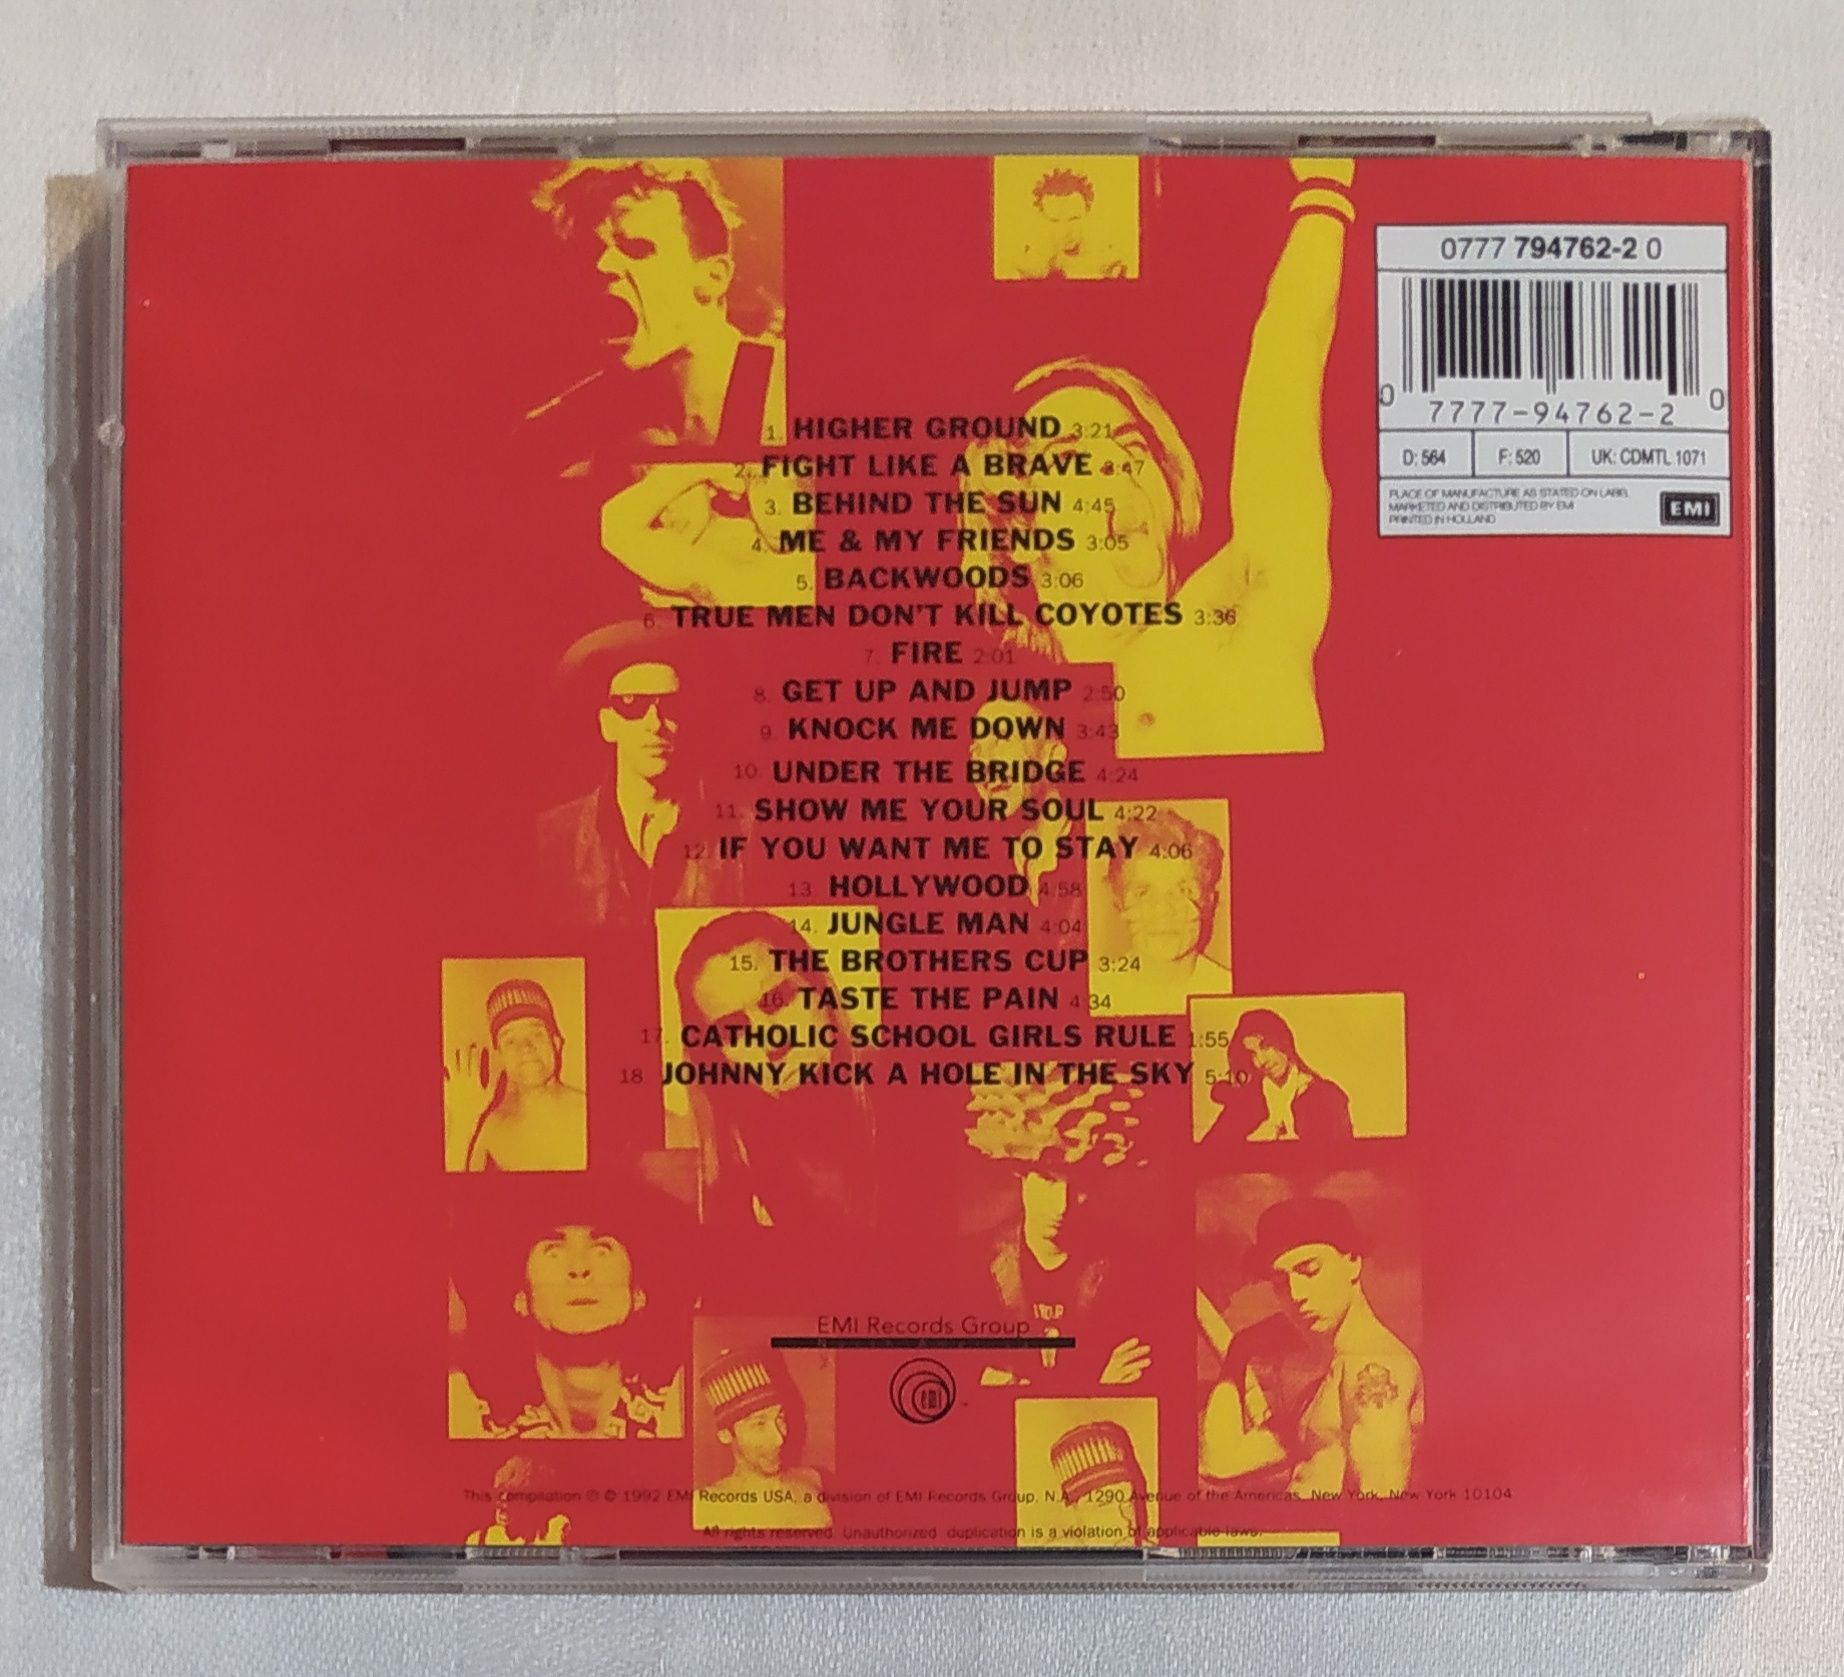 0777 794762-2 0
0 7777-94762-2 0
D: 564 F: 520 UK: CDMTL 1071
PLACE OF MANUFACTURE AS STATED ON LABEL
MARKETED AND DISTRIBUTED BY EMI
PRINTED IN HOLLAND
EMI
1. HIGHER GROUND 3:21
2. FIGHT LIKE A BRAVE 3:47
3. BEHIND THE SUN 4:45
4. ME & MY FRIENDS 3:05
5. BACKWOODS 3:06
6. TRUE MEN DON'T KILL COYOTES 3:36
7. FIRE 2:01
8. GET UP AND JUMP 2:50
9. KNOCK ME DOWN 3:43
10. UNDER THE BRIDGE 4:24
11. SHOW ME YOUR SOUL 4:22
12. IF YOU WANT ME TO STAY 4:06
13. HOLLYWOOD 4:58
14. JUNGLE MAN 4:04
15. THE BROTHERS CUP 3:24
16. TASTE THE PAIN 4:34
17. CATHOLIC SCHOOL GIRLS RULE 1:55
18. JOHNNY KICK A HOLE IN THE SKY 5:10
EMI Records Group
emi
This compilation ℗ © 1992 EMI Records USA, a division of EMI Records Group, N.A., 1290 Avenue of the Americas, New York, New York 10104
All rights reserved. Unauthorized duplication is a violation of applicable laws.